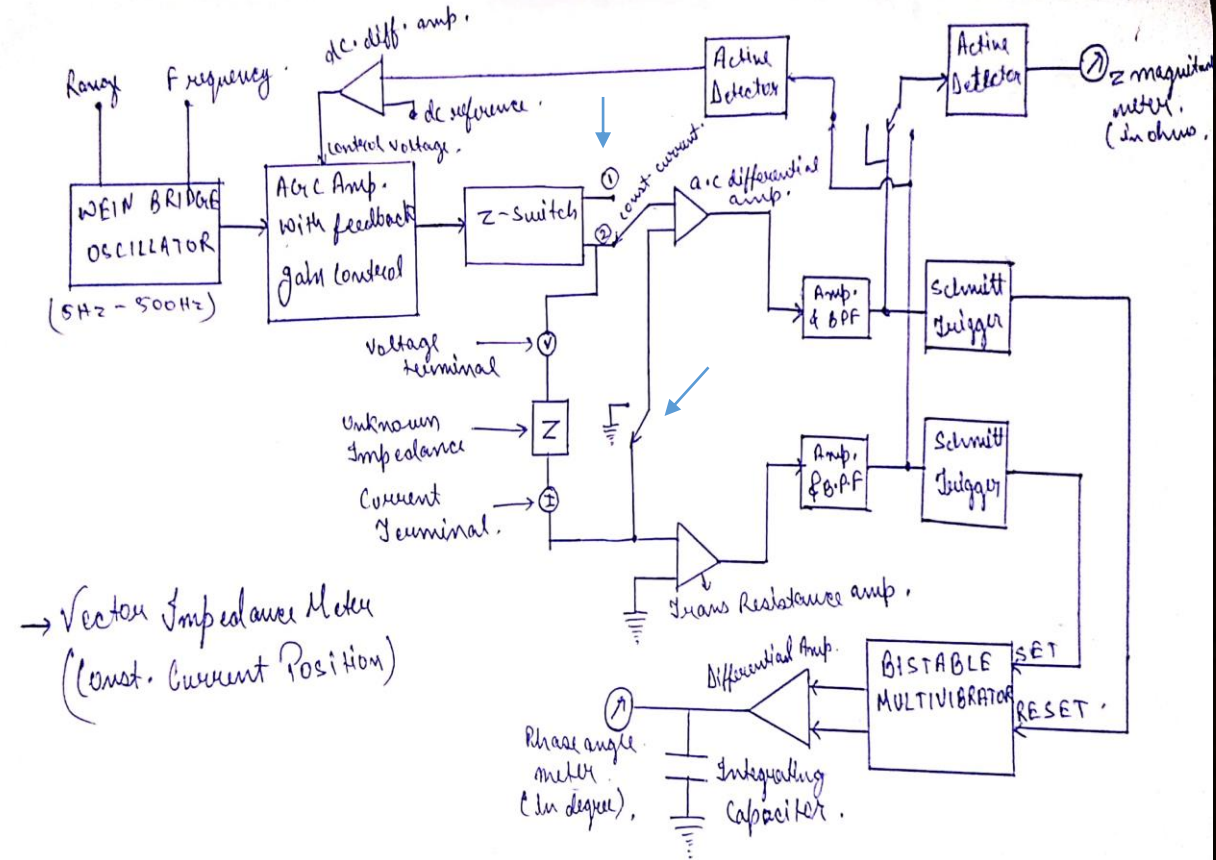 dc. diff. amp.
Range
Frequency.
Active
Detector
Active
Detector
Z magnitude
meter.
(In ohms.
dc reference.
control voltage.
WEIN BRIDGE
OSCILLATOR
(5Hz - 500Hz)
AGC Amp.
with feedback
gain control
Z-Switch
1
2
const. current.
a.c differential
amp.
Amp.
& BPF
Schmitt
Trigger
Voltage
terminal
V
Unknown
Impedance
Z
Current
Terminal.
I
Amp.
& B.P.F
Schmitt
Trigger
Trans Resistance amp.
→ Vector Impedance Meter
(Const. Current Position)
Differential Amp.
BISTABLE
MULTIVIBRATOR
SET
RESET.
Phase angle
meter.
(In degree).
Integrating
Capacitor.